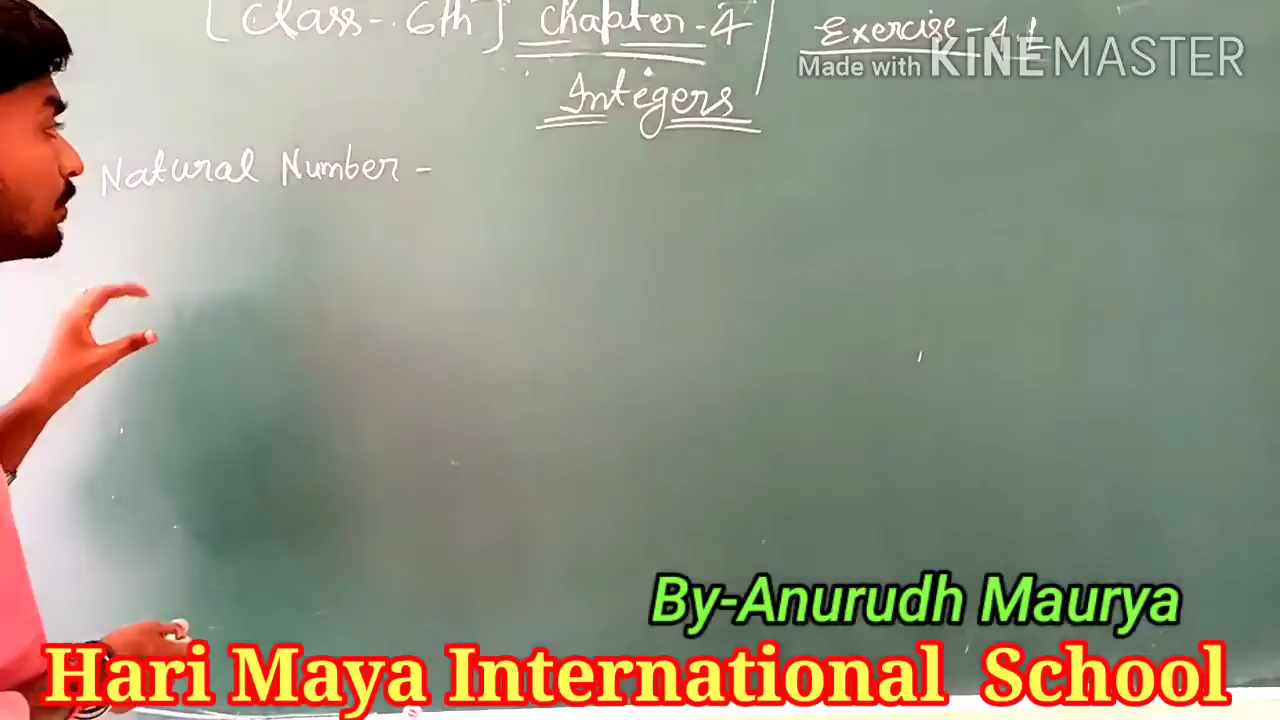 [Class - 6th] Chapter - 4 | Exercise - 4.1
Made with KINEMASTER
Integers
Natural Number -
By-Anurudh Maurya
Hari Maya International School